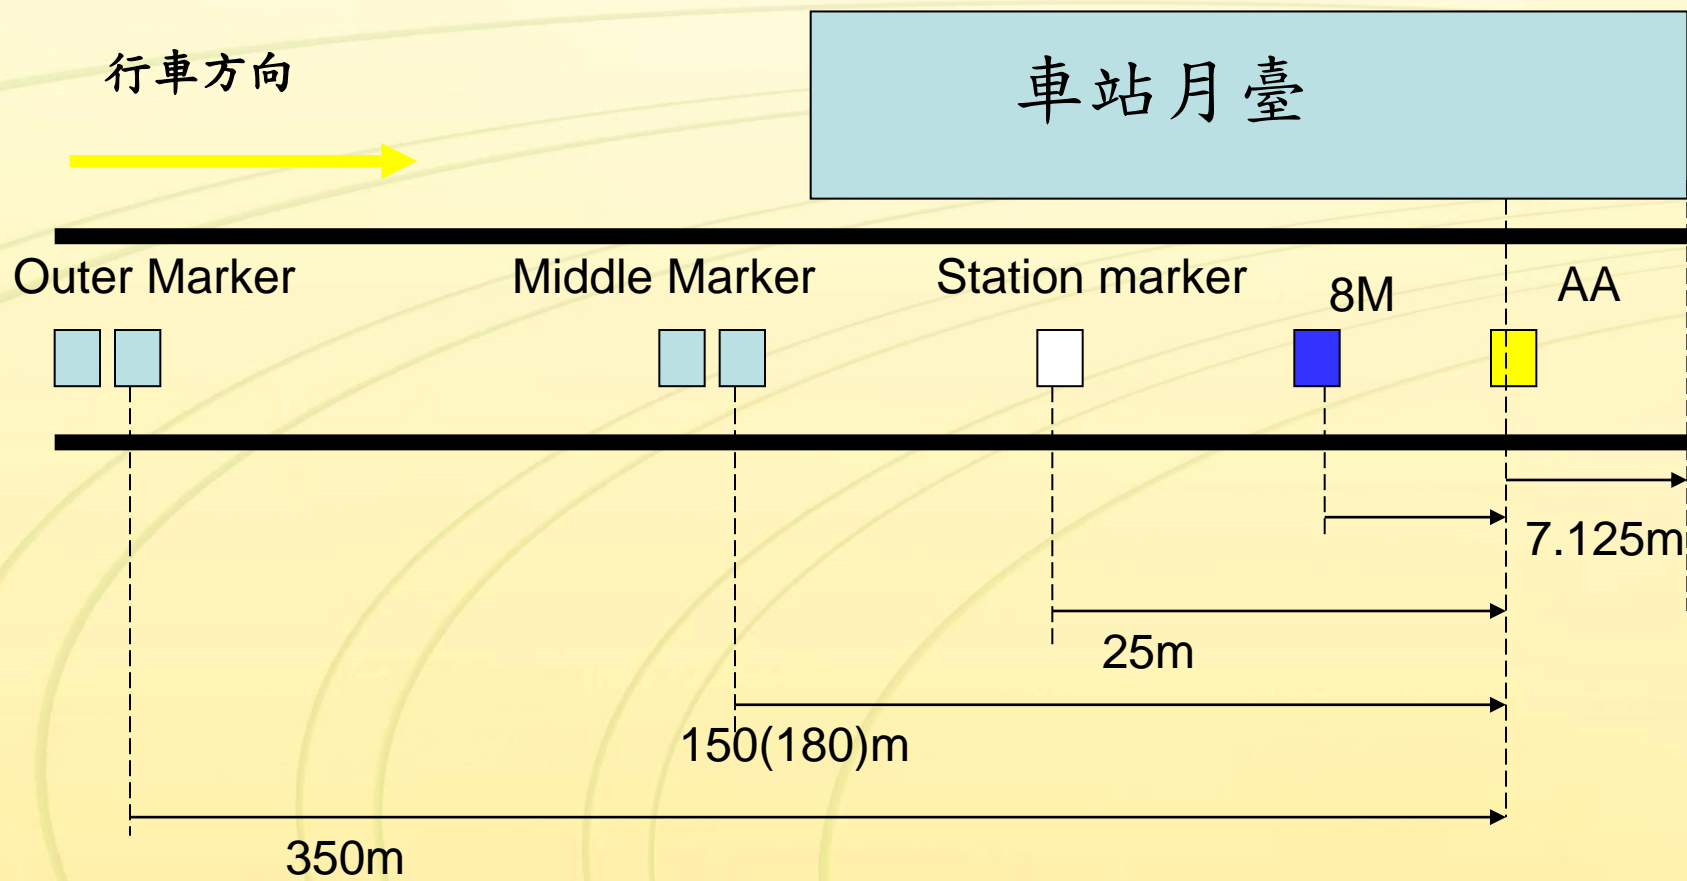 行車方向
車站月臺
Outer Marker
Middle Marker
Station marker
8M
AA
7.125m
25m
150(180)m
350m